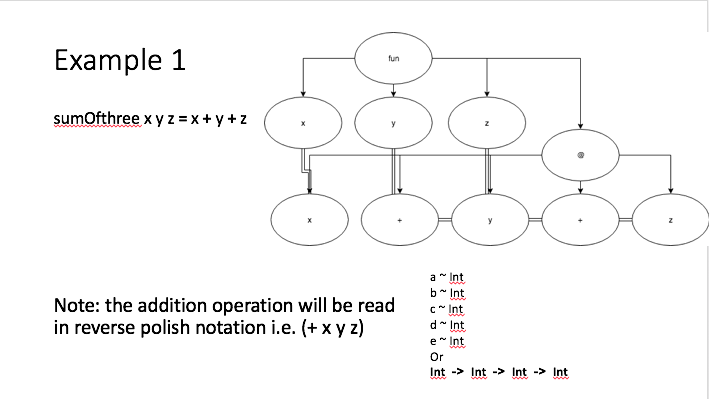 Example 1
sumOfthree x y z = x + y + z
fun
x
y
z
@
x
+
y
+
z
Note: the addition operation will be read
in reverse polish notation i.e. (+ x y z)
a ~ Int
b ~ Int
c ~ Int
d ~ Int
e ~ Int
Or
Int -> Int -> Int -> Int